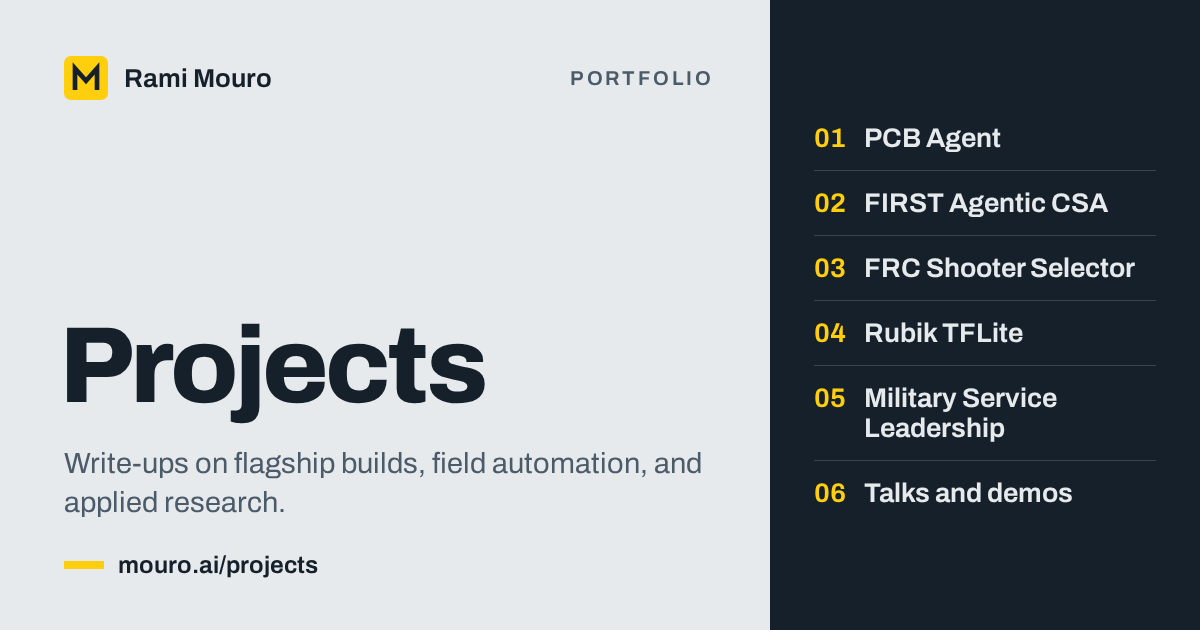 M
Rami Mouro
PORTFOLIO
Projects
Write-ups on flagship builds, field automation, and
applied research.
mouro.ai/projects
01 PCB Agent
02 FIRST Agentic CSA
03 FRC Shooter Selector
04 Rubik TFLite
05 Military Service
Leadership
06 Talks and demos